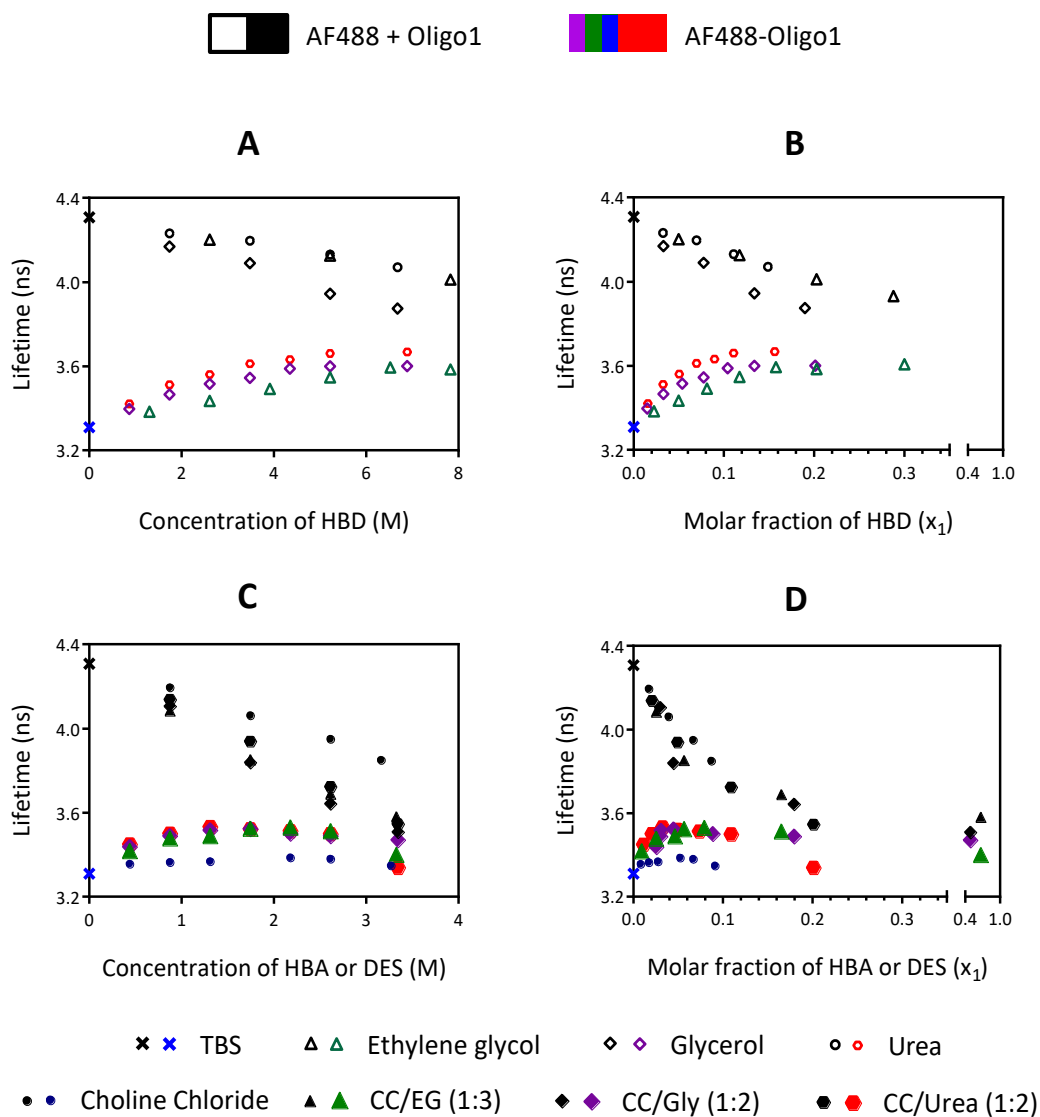 AF488 + Oligo1 AF488-Oligo1
A B
4.4 4.4
4.0 4.0
3.6 3.6
3.2 3.2
Lifetime (ns) Lifetime (ns)
0 2 4 6 8 0.0 0.1 0.2 0.3 0.4 1.0
Concentration of HBD (M) Molar fraction of HBD (x₁)
C D
4.4 4.4
4.0 4.0
3.6 3.6
3.2 3.2
Lifetime (ns) Lifetime (ns)
0 1 2 3 4 0.0 0.1 0.2 0.3 0.4 1.0
Concentration of HBA or DES (M) Molar fraction of HBA or DES (x₁)
TBS Ethylene glycol Glycerol Urea
Choline Chloride CC/EG (1:3) CC/Gly (1:2) CC/Urea (1:2)